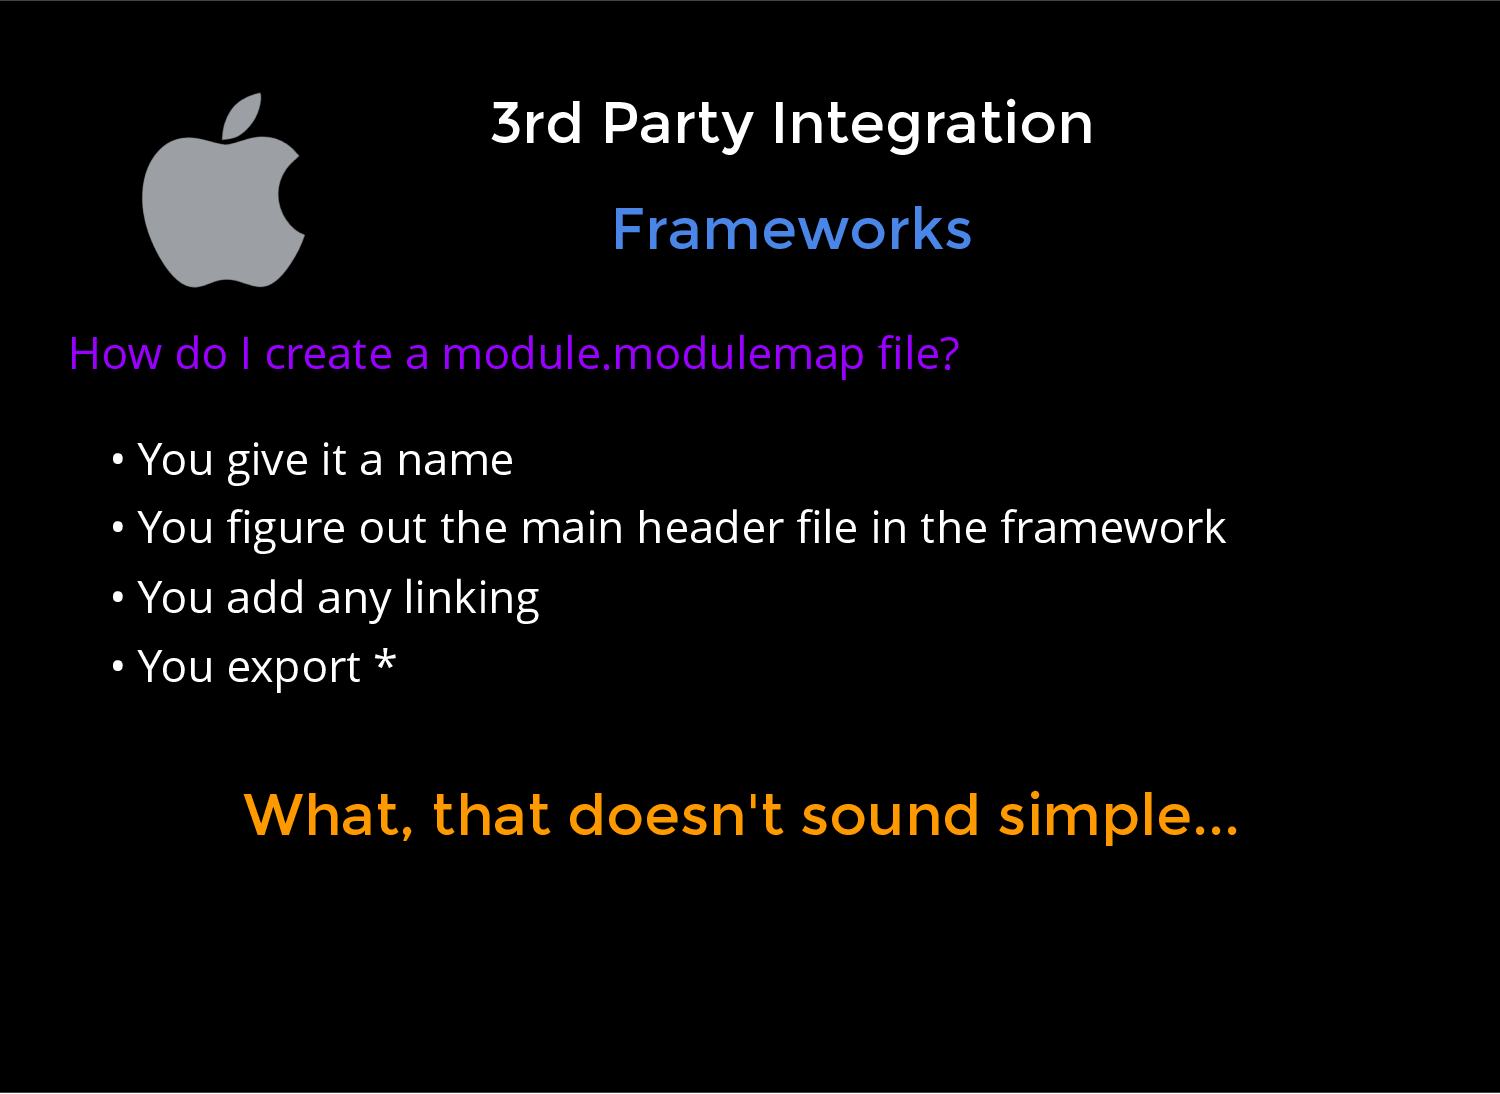 3rd Party Integration
Frameworks
How do I create a module.modulemap file?
• You give it a name
• You figure out the main header file in the framework
• You add any linking
• You export *
What, that doesn't sound simple...